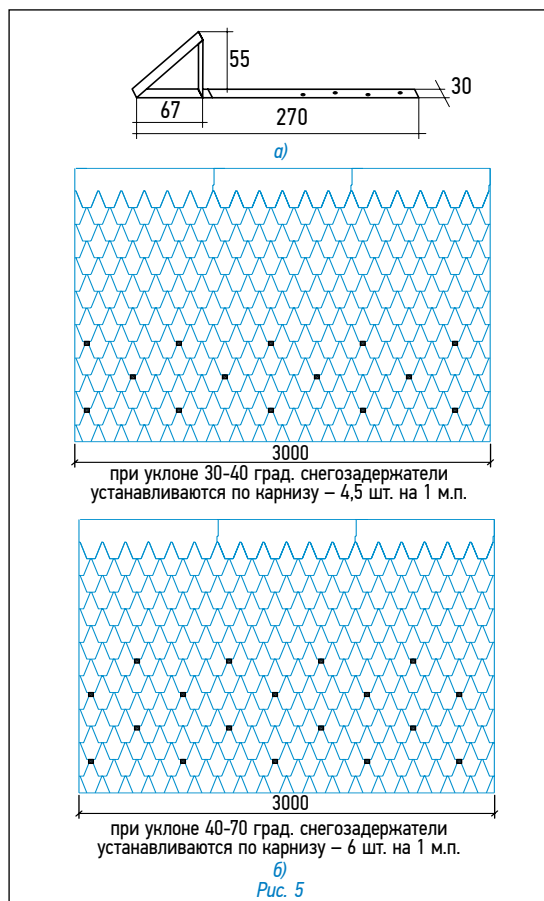 55
30
67
270
а)
3000
при уклоне 30-40 град. снегозадержатели
устанавливаются по карнизу – 4,5 шт. на 1 м.п.
3000
при уклоне 40-70 град. снегозадержатели
устанавливаются по карнизу – 6 шт. на 1 м.п.
б)
Рис. 5